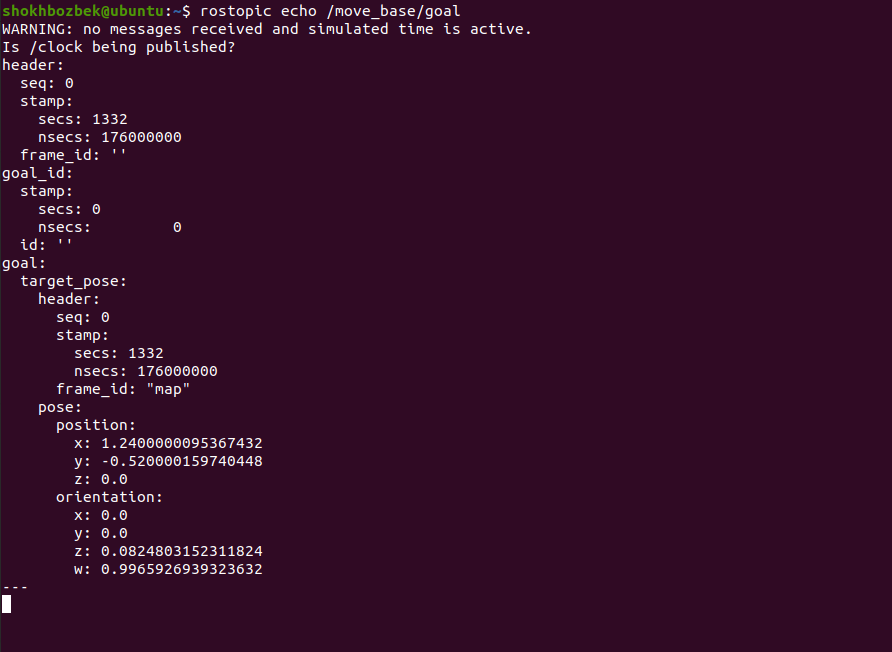 shokhbozbek@ubuntu:~$ rostopic echo /move_base/goal
WARNING: no messages received and simulated time is active.
Is /clock being published?
header:
  seq: 0
  stamp:
    secs: 1332
    nsecs: 176000000
  frame_id: ''
goal_id:
  stamp:
    secs: 0
    nsecs:         0
  id: ''
goal:
  target_pose:
    header:
      seq: 0
      stamp:
        secs: 1332
        nsecs: 176000000
      frame_id: "map"
    pose:
      position:
        x: 1.2400000095367432
        y: -0.520000159740448
        z: 0.0
      orientation:
        x: 0.0
        y: 0.0
        z: 0.0824803152311824
        w: 0.9965926939323632
---